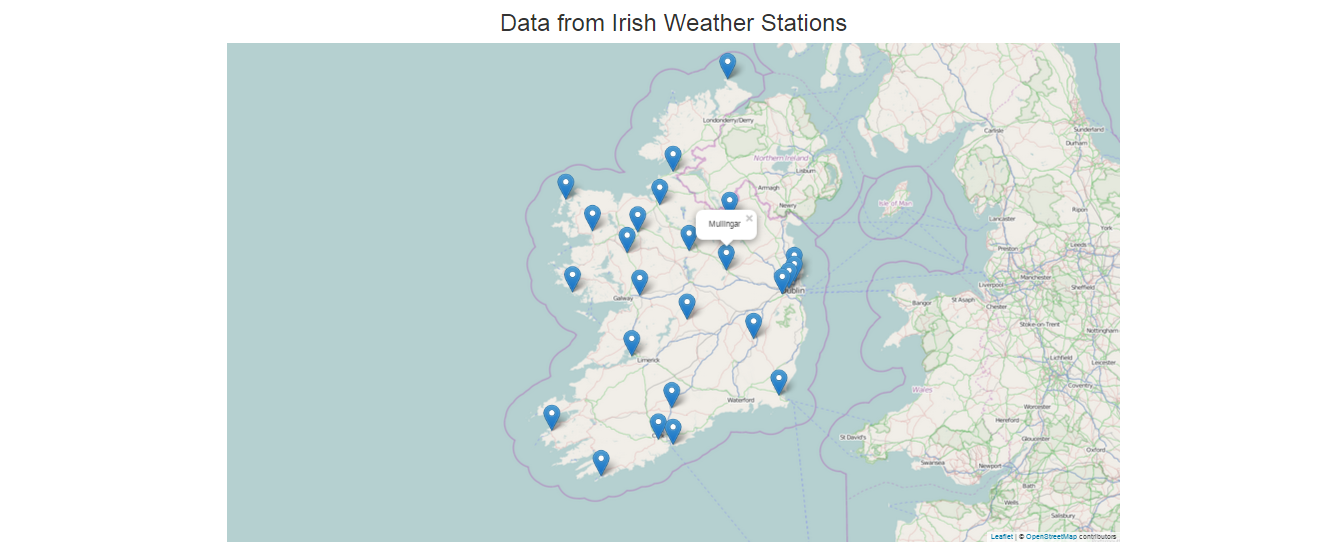 Data from Irish Weather Stations
Londonderry/Derry
Carlisle
Sunderland
Durham
Northern Ireland
Lisburn
Armagh
Newry
Isle of Man
Lancaster
Ripon
York
Mullingar ×
Preston
Leeds
Manchester
Liverpool
Sheffield
Galway
Dublin
Bangor
St Asaph
Chester
Stoke-on-Trent
Nottingham
Limerick
Lichfield
Leicester
Wales
Coventry
Waterford
Worcester
Hereford
St David's
Gloucester
Oxford
Swansea
Newport
Bath
Wells
Salisbury
Leaflet | © OpenStreetMap contributors